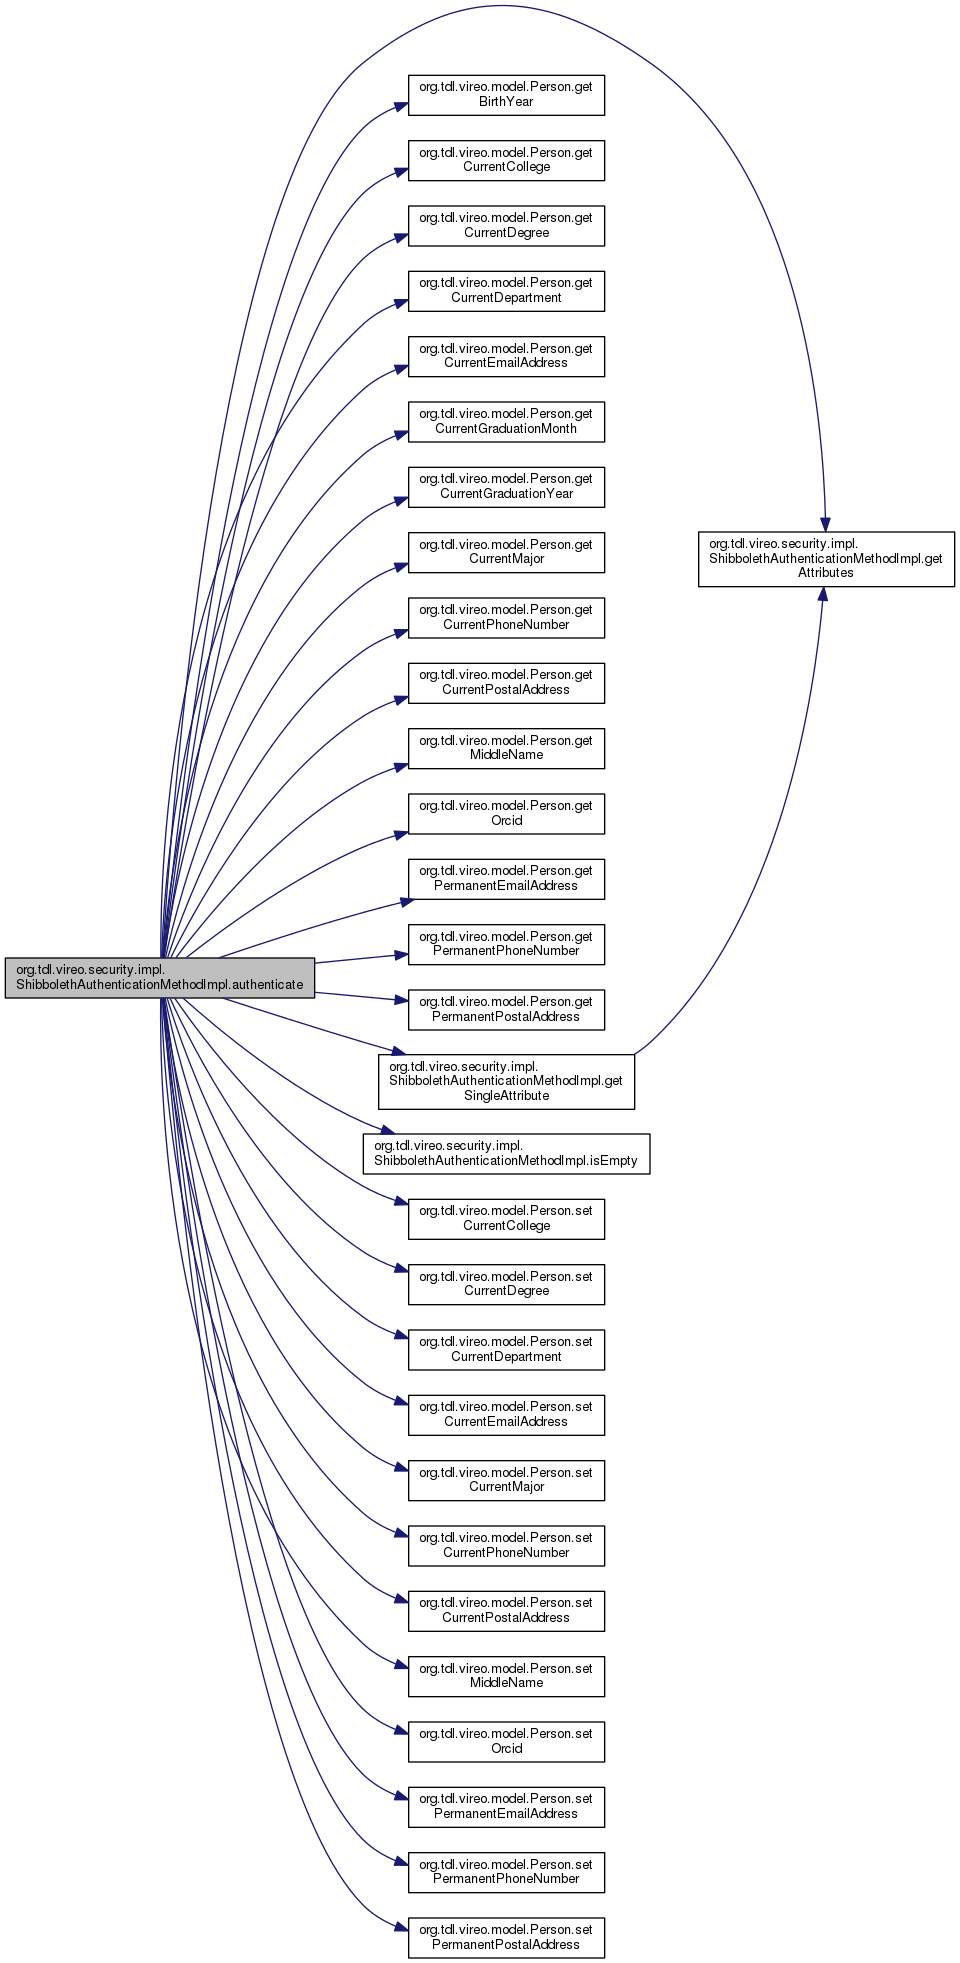 org.tdl.vireo.model.Person.get
BirthYear
org.tdl.vireo.model.Person.get
CurrentCollege
org.tdl.vireo.model.Person.get
CurrentDegree
org.tdl.vireo.model.Person.get
CurrentDepartment
org.tdl.vireo.model.Person.get
CurrentEmailAddress
org.tdl.vireo.model.Person.get
CurrentGraduationMonth
org.tdl.vireo.model.Person.get
CurrentGraduationYear
org.tdl.vireo.model.Person.get
CurrentMajor
org.tdl.vireo.security.impl.
ShibbolethAuthenticationMethodImpl.get
Attributes
org.tdl.vireo.model.Person.get
CurrentPhoneNumber
org.tdl.vireo.model.Person.get
CurrentPostalAddress
org.tdl.vireo.model.Person.get
MiddleName
org.tdl.vireo.model.Person.get
Orcid
org.tdl.vireo.model.Person.get
PermanentEmailAddress
org.tdl.vireo.model.Person.get
PermanentPhoneNumber
org.tdl.vireo.security.impl.
ShibbolethAuthenticationMethodImpl.authenticate
org.tdl.vireo.model.Person.get
PermanentPostalAddress
org.tdl.vireo.security.impl.
ShibbolethAuthenticationMethodImpl.get
SingleAttribute
org.tdl.vireo.security.impl.
ShibbolethAuthenticationMethodImpl.isEmpty
org.tdl.vireo.model.Person.set
CurrentCollege
org.tdl.vireo.model.Person.set
CurrentDegree
org.tdl.vireo.model.Person.set
CurrentDepartment
org.tdl.vireo.model.Person.set
CurrentEmailAddress
org.tdl.vireo.model.Person.set
CurrentMajor
org.tdl.vireo.model.Person.set
CurrentPhoneNumber
org.tdl.vireo.model.Person.set
CurrentPostalAddress
org.tdl.vireo.model.Person.set
MiddleName
org.tdl.vireo.model.Person.set
Orcid
org.tdl.vireo.model.Person.set
PermanentEmailAddress
org.tdl.vireo.model.Person.set
PermanentPhoneNumber
org.tdl.vireo.model.Person.set
PermanentPostalAddress